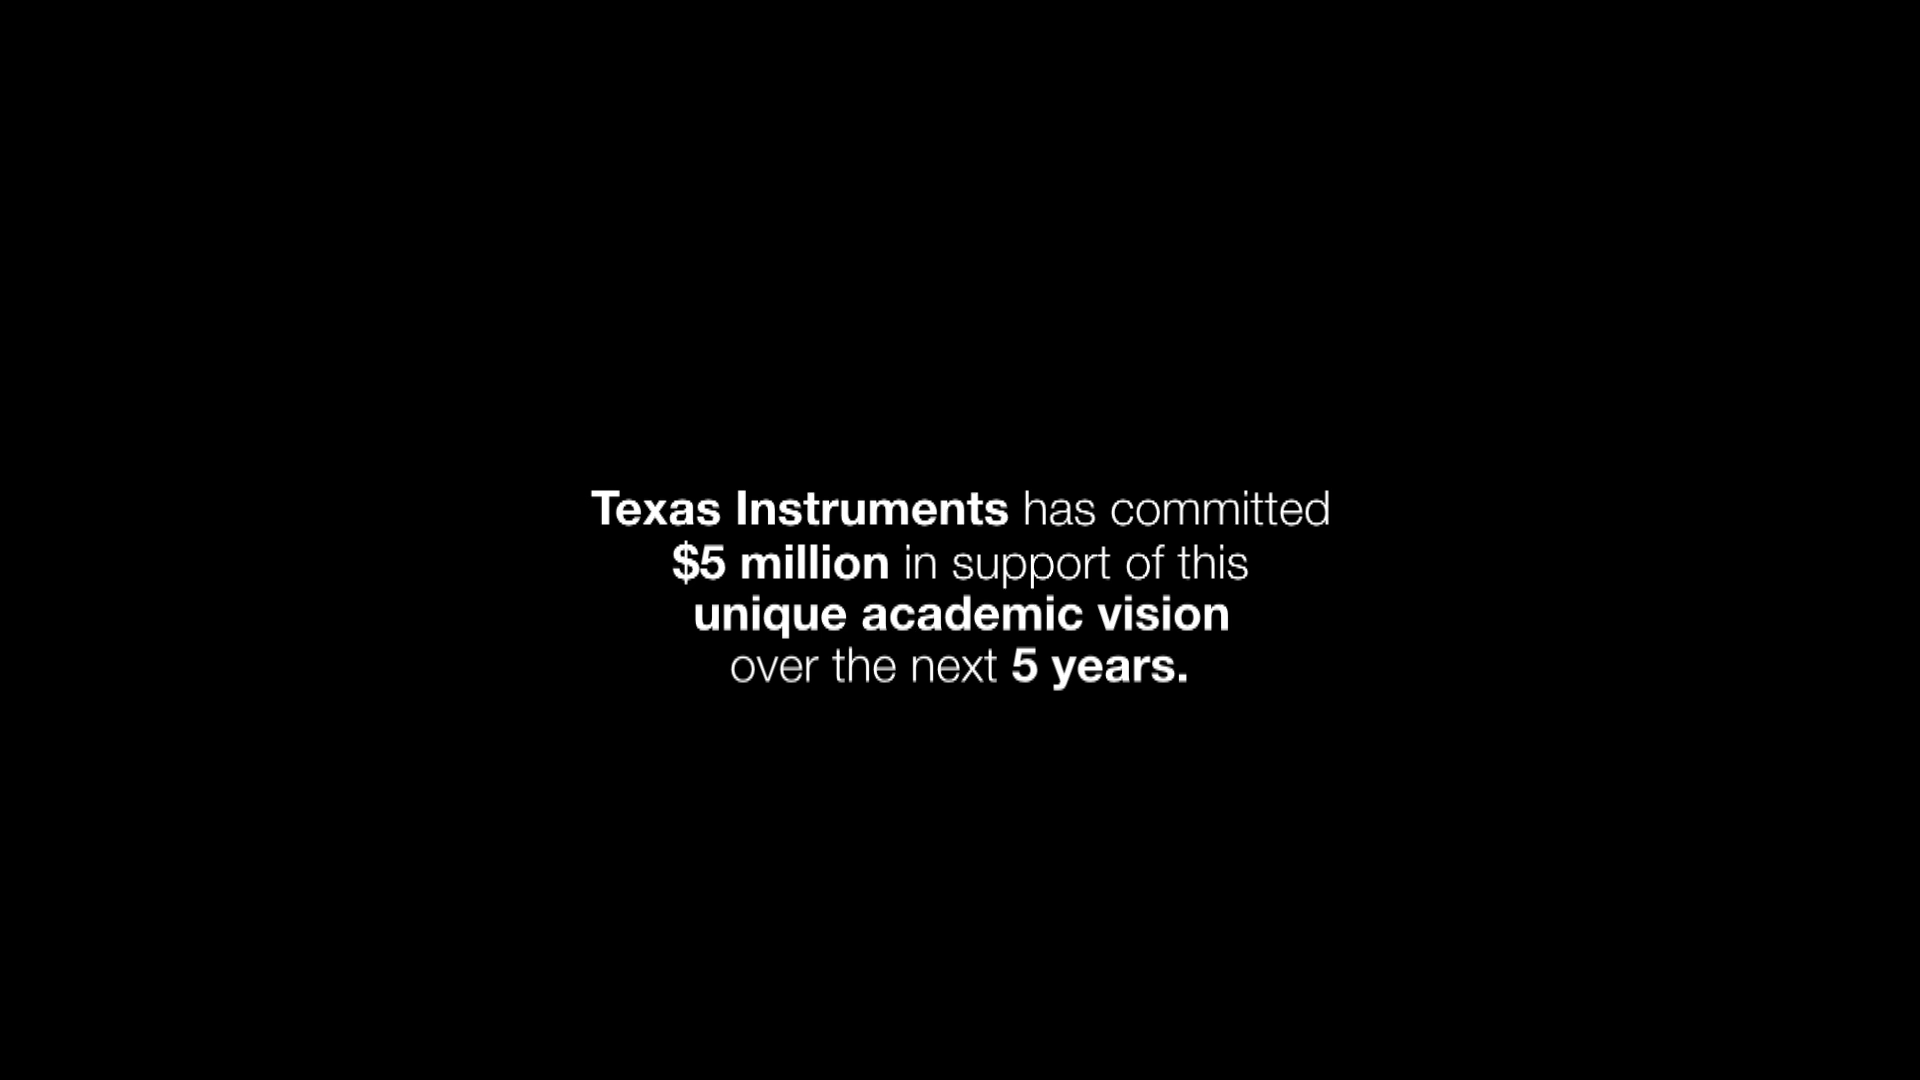 Texas Instruments has committed
$5 million in support of this
unique academic vision
over the next 5 years.